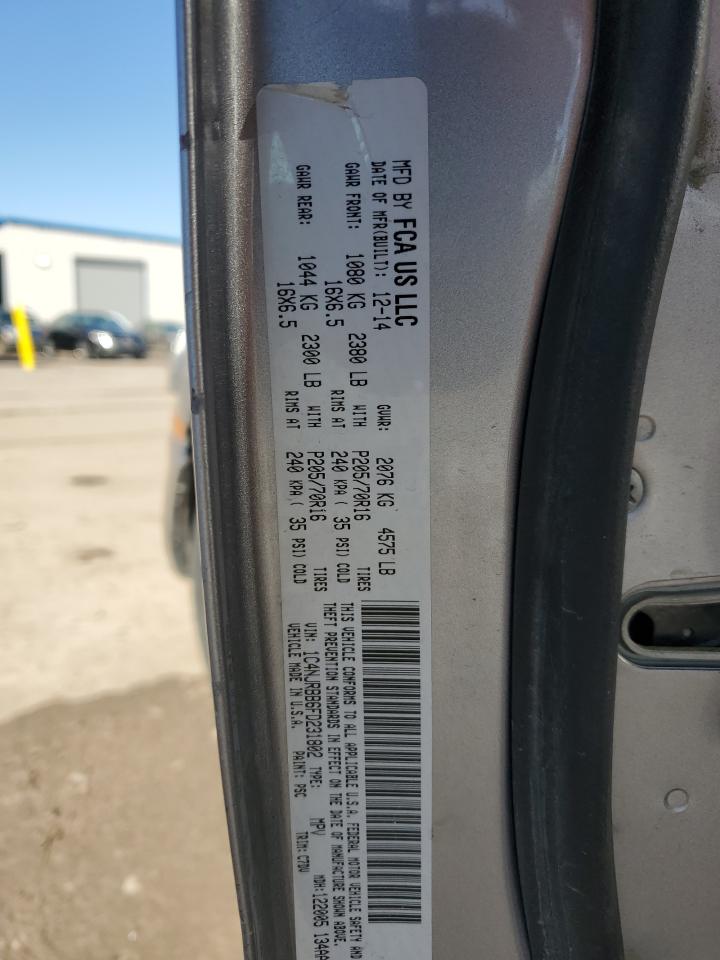 MFD BY FCA US LLC
DATE OF MFR(BUILT): 12-14 GVWR: 2076 KG 4575 LB
GAWR FRONT: 1080 KG 2380 LB WITH P205/70R16 TIRES
16X6.5 RIMS AT 240 KPA ( 35 PSI) COLD
GAWR REAR: 1044 KG 2300 LB WITH P205/70R16 TIRES
16X6.5 RIMS AT 240 KPA ( 35 PSI) COLD
THIS VEHICLE CONFORMS TO ALL APPLICABLE U.S.A. FEDERAL MOTOR VEHICLE SAFETY AND
THEFT PREVENTION STANDARDS IN EFFECT ON THE DATE OF MANUFACTURE SHOWN ABOVE.
VIN: 1C4NJRBB6FD231802 TYPE: MPV MDH:122005 134AA
VEHICLE MADE IN U.S.A. PAINT: PSC TRIM:C7DV